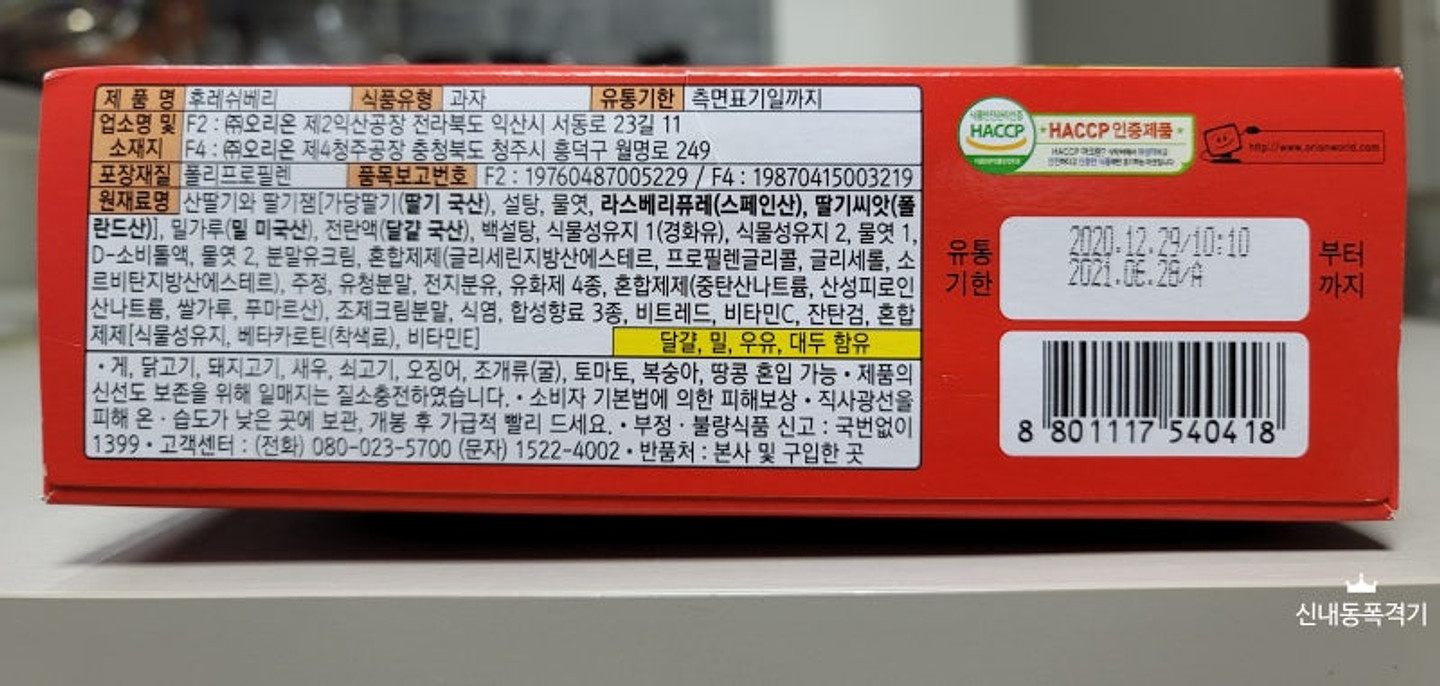 제 품 명 후레쉬베리 식품유형 과자 유통기한 측면표기일까지
업소명 및 F2 : ㈜오리온 제2익산공장 전라북도 익산시 서동로 23길 11
소재지 F4 : ㈜오리온 제4청주공장 충청북도 청주시 흥덕구 월명로 249
포장재질 폴리프로필렌 품목보고번호 F2 : 19760487005229 / F4 : 19870415003219
원재료명 산딸기와 딸기잼[가당딸기(딸기 국산), 설탕, 물엿, 라스베리퓨레(스페인산), 딸기씨앗(폴
란드산)], 밀가루(밀 미국산), 전란액(달걀 국산), 백설탕, 식물성유지 1(경화유), 식물성유지 2, 물엿 1,
D-소비톨액, 물엿 2, 분말유크림, 혼합제제(글리세린지방산에스테르, 프로필렌글리콜, 글리세롤, 소
르비탄지방산에스테르), 주정, 유청분말, 전지분유, 유화제 4종, 혼합제제(중탄산나트륨, 산성피로인
산나트륨, 쌀가루, 푸마르산), 조제크림분말, 식염, 합성향료 3종, 비트레드, 비타민C, 잔탄검, 혼합
제제[식물성유지, 베타카로틴(착색료), 비타민E]
달걀, 밀, 우유, 대두 함유
• 게, 닭고기, 돼지고기, 새우, 쇠고기, 오징어, 조개류(굴), 토마토, 복숭아, 땅콩 혼입 가능 • 제품의
신선도 보존을 위해 일매지는 질소충전하였습니다. • 소비자 기본법에 의한 피해보상 • 직사광선을
피해 온 · 습도가 낮은 곳에 보관, 개봉 후 가급적 빨리 드세요. • 부정 · 불량식품 신고 : 국번없이
1399 • 고객센터 : (전화) 080-023-5700 (문자) 1522-4002 • 반품처 : 본사 및 구입한 곳
HACCP
HACCP 인증제품
http://www.orionworld.com
유통
기한
2020.12.29/10:10
부터
까지
8 801117 540418
신내동폭격기